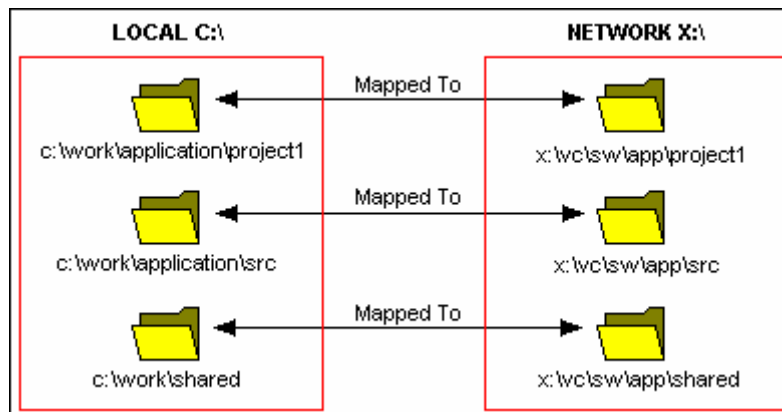 LOCAL C:\ NETWORK X:\
Mapped To
c:\work\application\project1 x:\vc\sw\app\project1
Mapped To
c:\work\application\src x:\vc\sw\app\src
Mapped To
c:\work\shared x:\vc\sw\app\shared